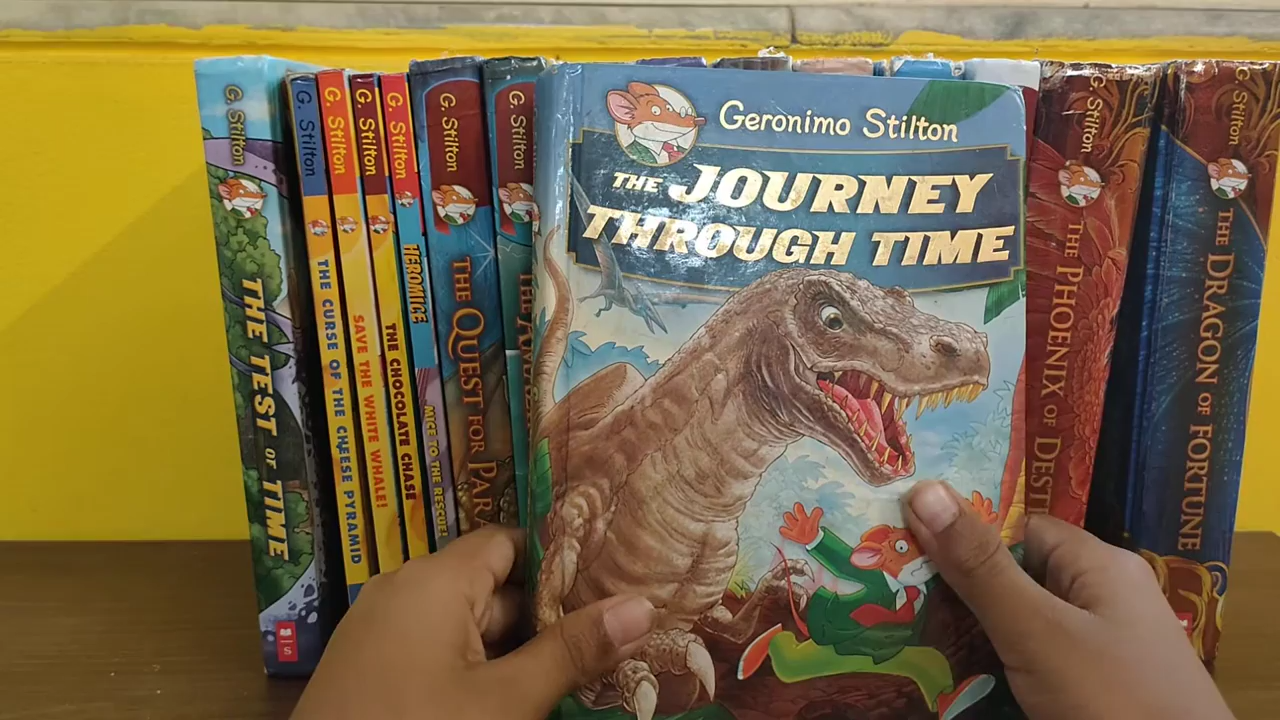 G. Stilton
THE TEST OF TIME
S
G. Stilton
THE CURSE OF THE CHEESE PYRAMID
G. Stilton
SAVE THE WHITE WHALE!
G. Stilton
THE CHOCOLATE CHASE
G. Stilton
HEROMICE
MICE TO THE RESCUE!
G. Stilton
THE QUEST FOR
G. Stilton
THE
Geronimo Stilton
THE JOURNEY
THROUGH TIME
G. Stilton
THE PHOENIX OF
G. Stilton
THE DRAGON OF FORTUNE